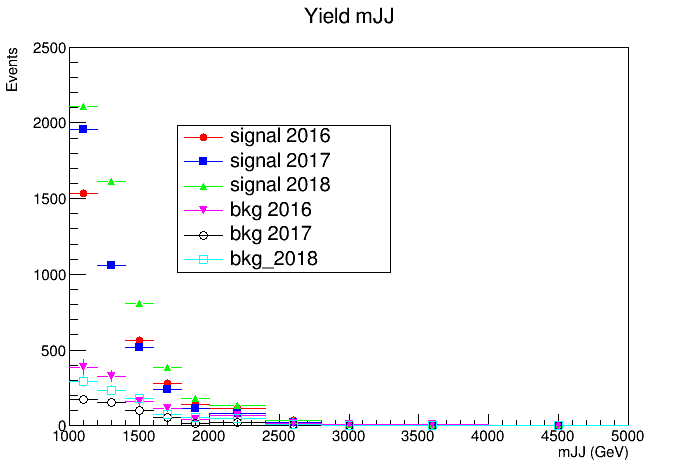 Yield mJJ
Events
2500
2000
1500
1000
500
0
signal 2016
signal 2017
signal 2018
bkg 2016
bkg 2017
bkg_2018
1000 1500 2000 2500 3000 3500 4000 4500 5000
mJJ (GeV)